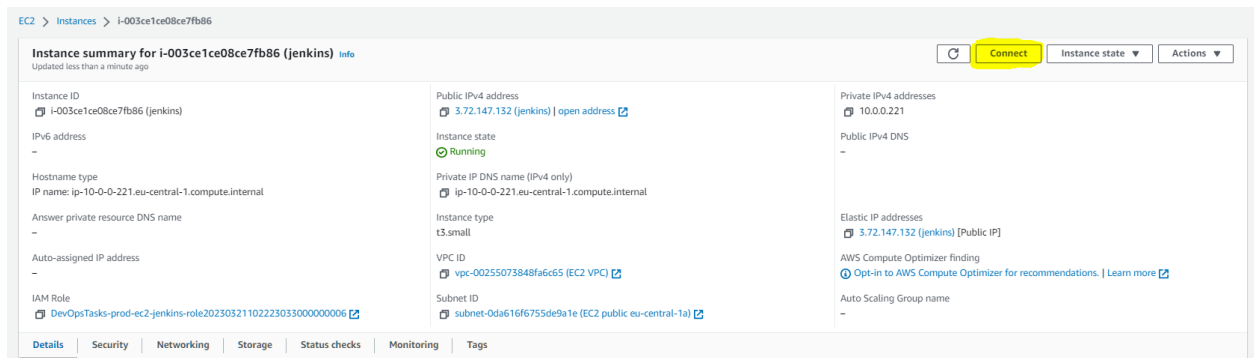 EC2 > Instances > i-003ce1ce08ce7fb86
Instance summary for i-003ce1ce08ce7fb86 (jenkins) Info
Updated less than a minute ago
Connect
Instance state ▼
Actions ▼
Instance ID
i-003ce1ce08ce7fb86 (jenkins)
Public IPv4 address
3.72.147.132 (jenkins) | open address
Private IPv4 addresses
10.0.0.221
IPv6 address
–
Instance state
Running
Public IPv4 DNS
–
Hostname type
IP name: ip-10-0-0-221.eu-central-1.compute.internal
Private IP DNS name (IPv4 only)
ip-10-0-0-221.eu-central-1.compute.internal
Answer private resource DNS name
–
Instance type
t3.small
Elastic IP addresses
3.72.147.132 (jenkins) [Public IP]
Auto-assigned IP address
–
VPC ID
vpc-00255073848fa6c65 (EC2 VPC)
AWS Compute Optimizer finding
Opt-in to AWS Compute Optimizer for recommendations. | Learn more
IAM Role
DevOpsTasks-prod-ec2-jenkins-role20230321102223033000000006
Subnet ID
subnet-0da616f6755de9a1e (EC2 public eu-central-1a)
Auto Scaling Group name
–
Details
Security
Networking
Storage
Status checks
Monitoring
Tags